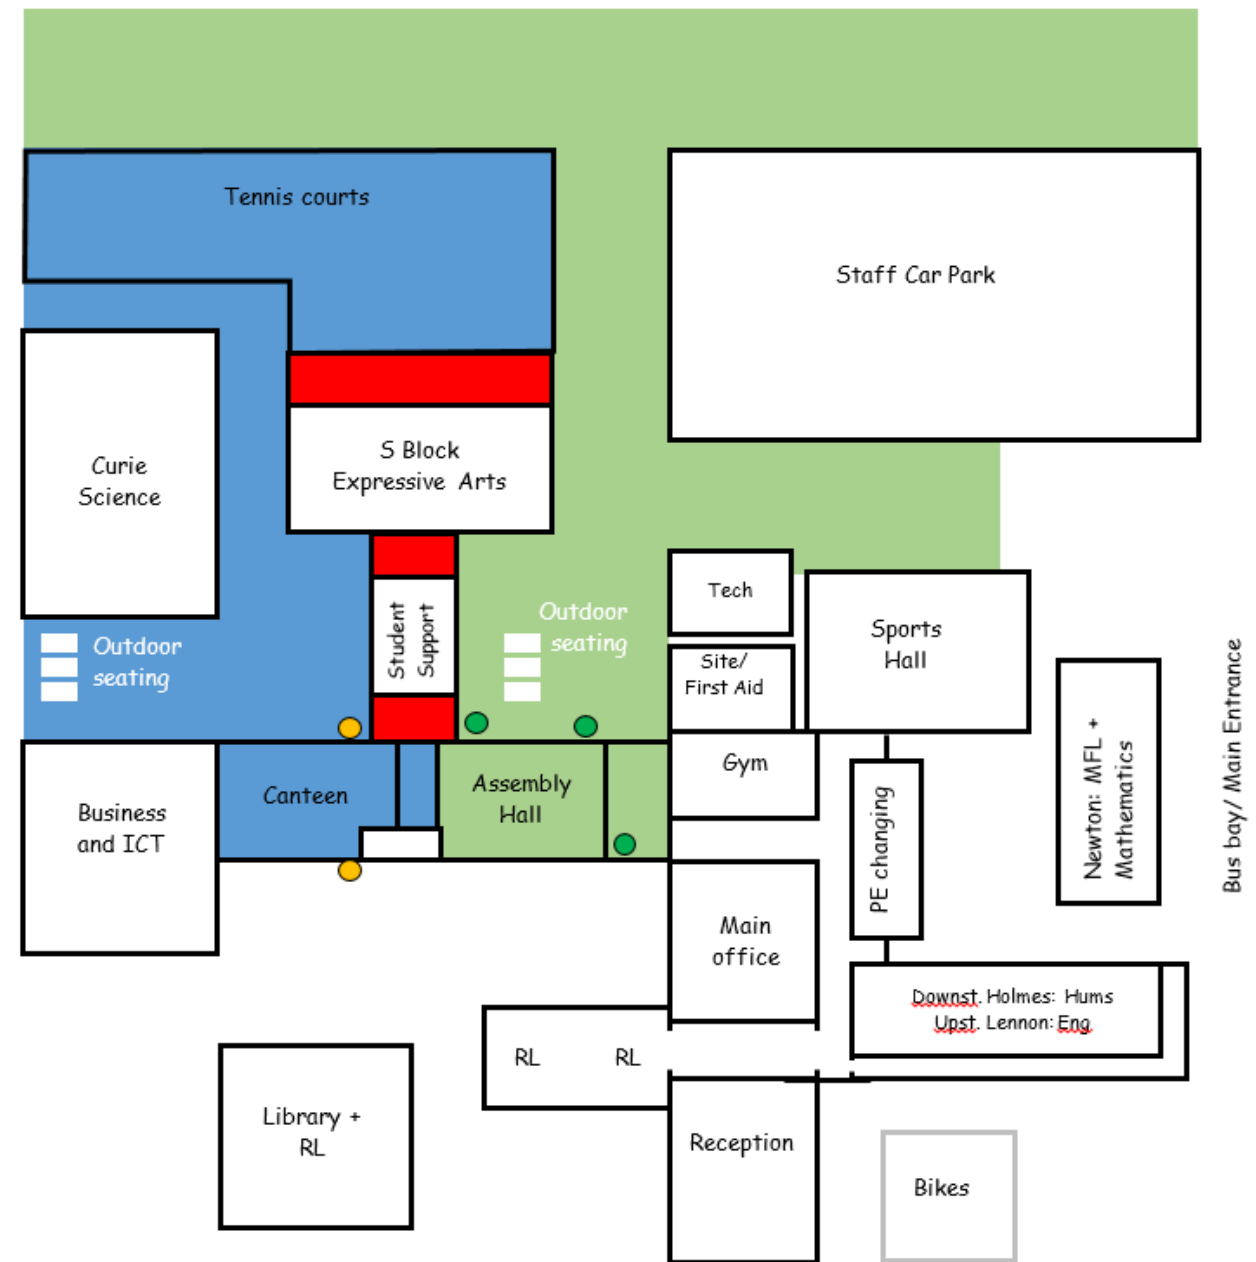 Tennis courts
Staff Car Park
S Block
Expressive Arts
Curie
Science
Tech
Student
Support
Outdoor
seating
Sports
Hall
Outdoor
seating
Site/
First Aid
Gym
Newton: MFL +
Mathematics
Bus bay/ Main Entrance
Canteen
Assembly
Hall
Business
and ICT
PE changing
Main
office
Downst. Holmes: Hums
Upst. Lennon: Eng
RL
RL
Library +
RL
Reception
Bikes